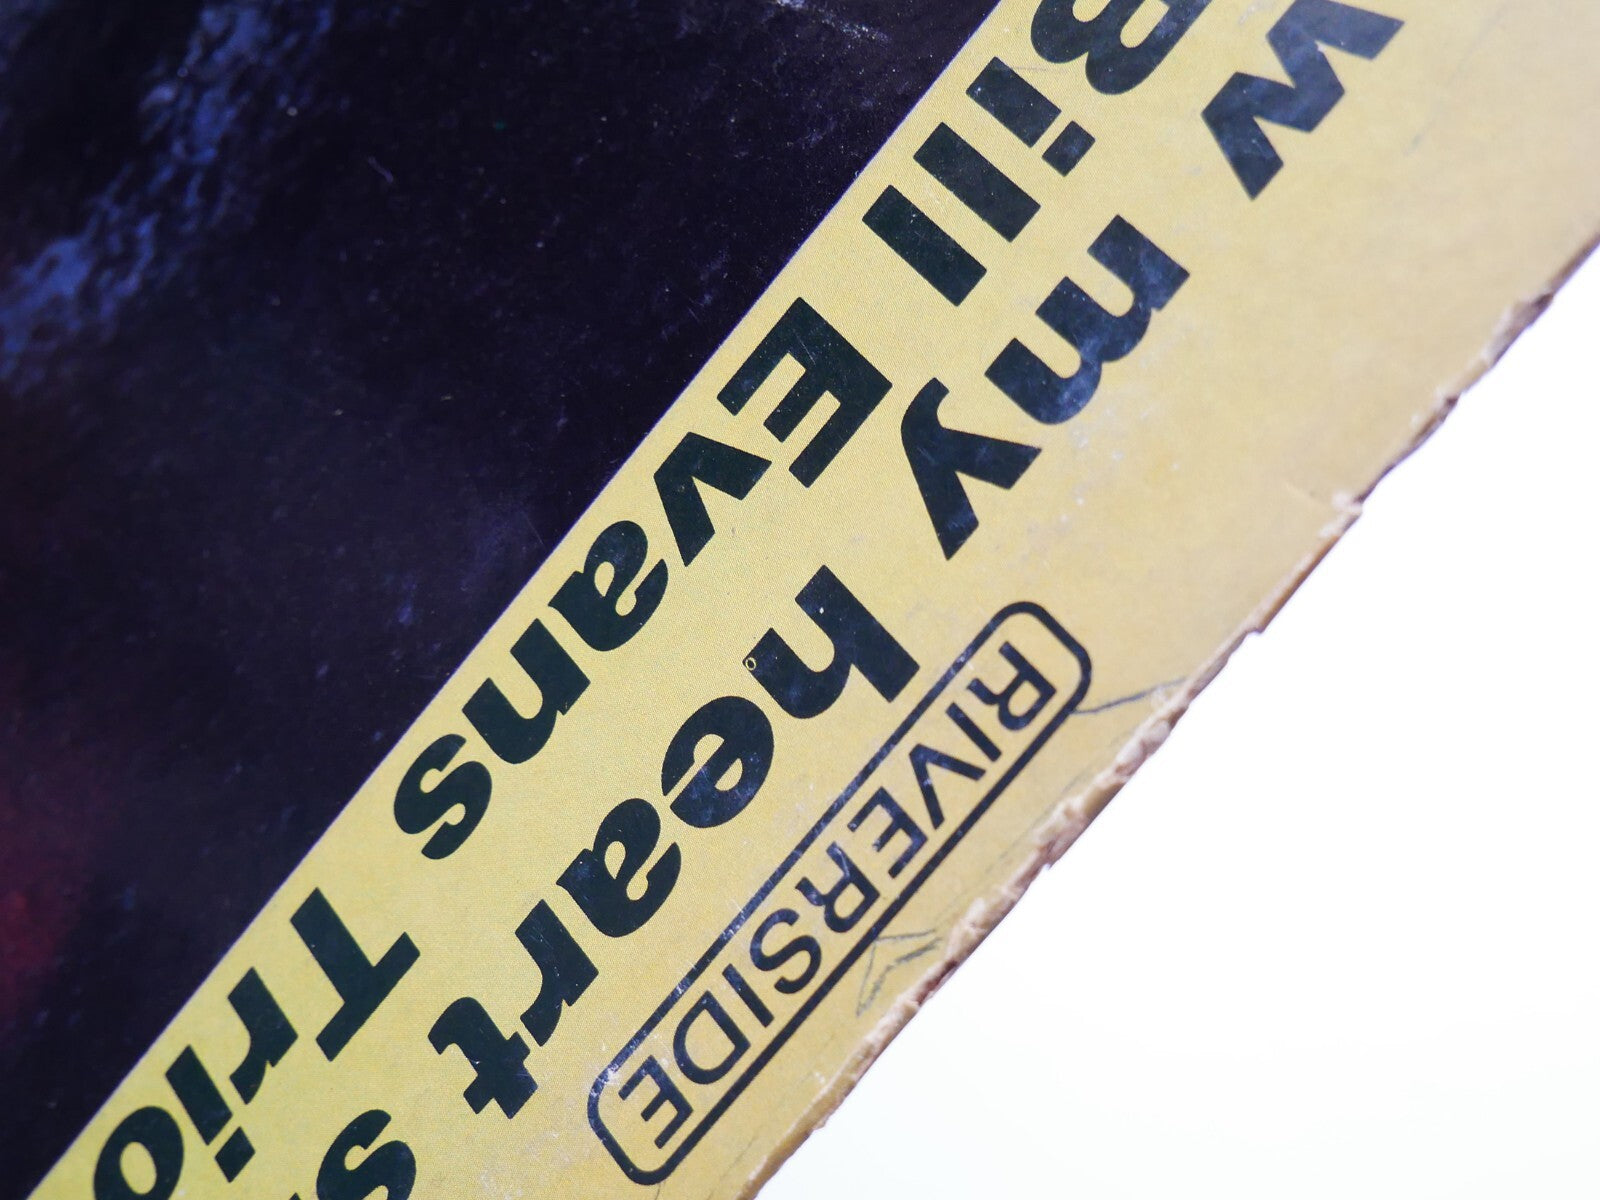 RIVERSIDE
w my heart s
Bill Evans Trio